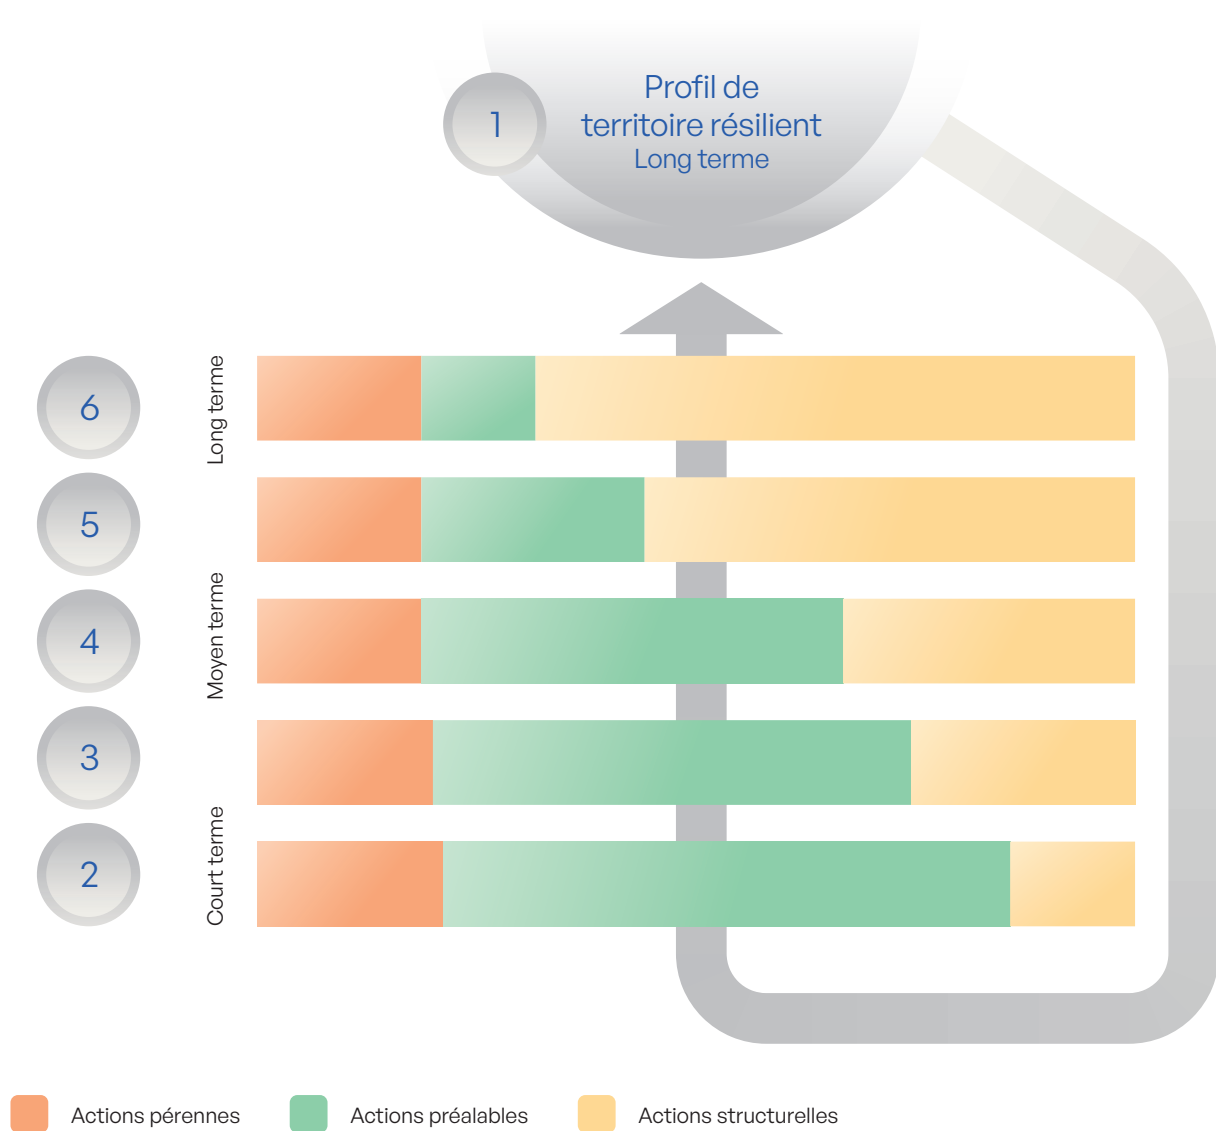 1
Profil de
territoire résilient
Long terme
6
Long terme
5
Moyen terme
4
3
Court terme
2
Actions pérennes
Actions préalables
Actions structurelles